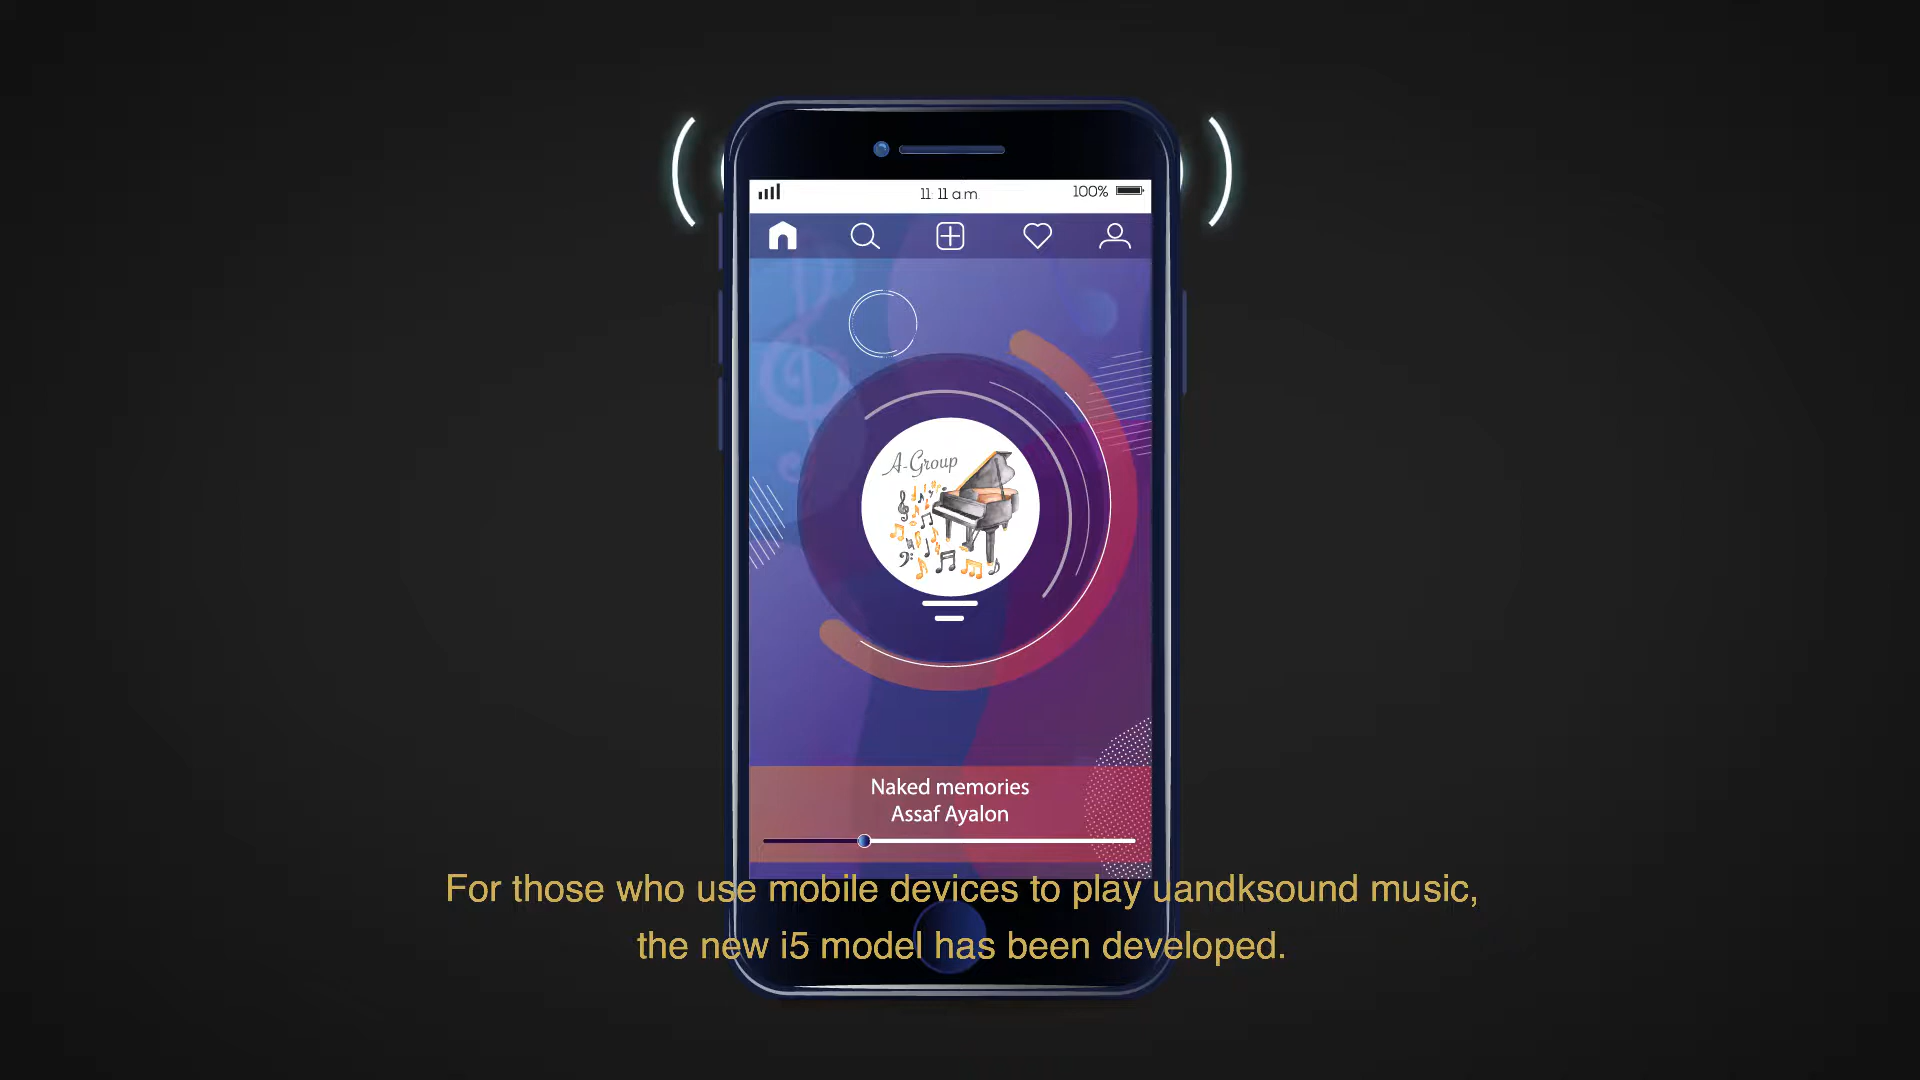 11:11 a.m.
100%
A-Group
Naked memories
Assaf Ayalon
For those who use mobile devices to play uandksound music,
the new i5 model has been developed.